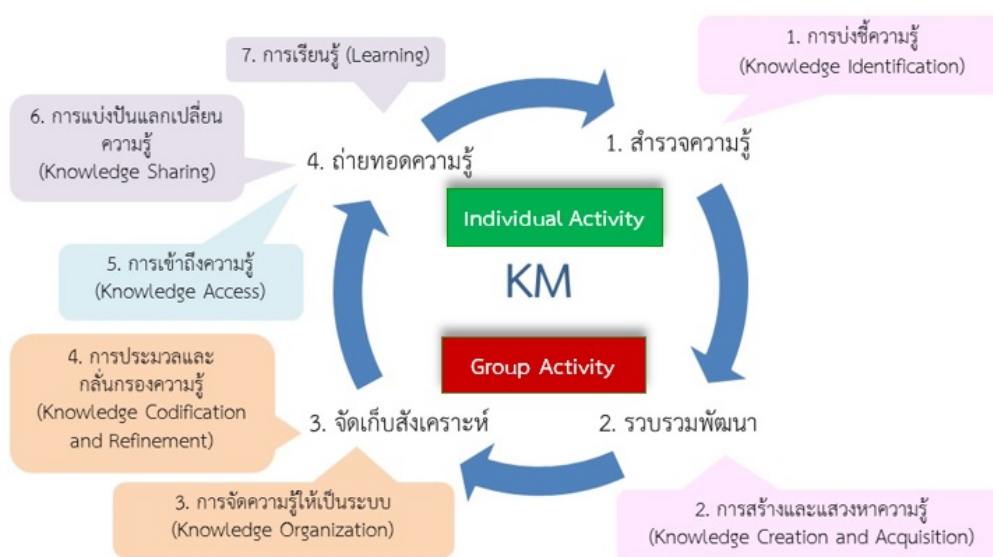 1. การบ่งชี้ความรู้
(Knowledge Identification)
7. การเรียนรู้ (Learning)
6. การแบ่งปันแลกเปลี่ยน
ความรู้
(Knowledge Sharing)
1. สำรวจความรู้
4. ถ่ายทอดความรู้
Individual Activity
5. การเข้าถึงความรู้
(Knowledge Access)
KM
4. การประมวลและ
กลั่นกรองความรู้
(Knowledge Codification
and Refinement)
Group Activity
3. จัดเก็บสังเคราะห์
2. รวบรวมพัฒนา
3. การจัดความรู้ให้เป็นระบบ
(Knowledge Organization)
2. การสร้างและแสวงหาความรู้
(Knowledge Creation and Acquisition)